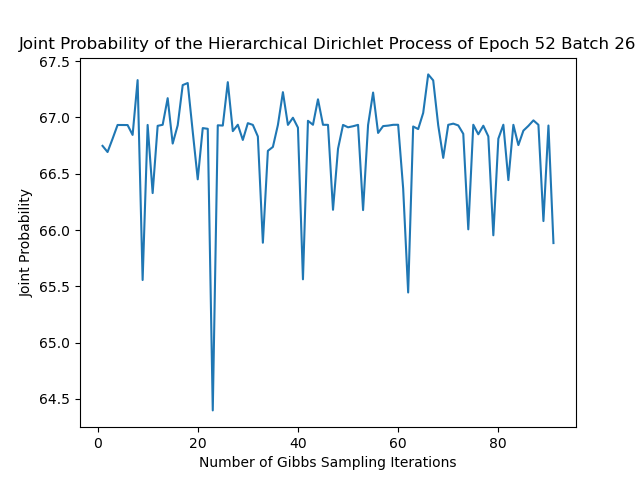 Joint Probability of the Hierarchical Dirichlet Process of Epoch 52 Batch 26
67.5
67.0
66.5
66.0
65.5
65.0
64.5
Joint Probability
0 20 40 60 80
Number of Gibbs Sampling Iterations